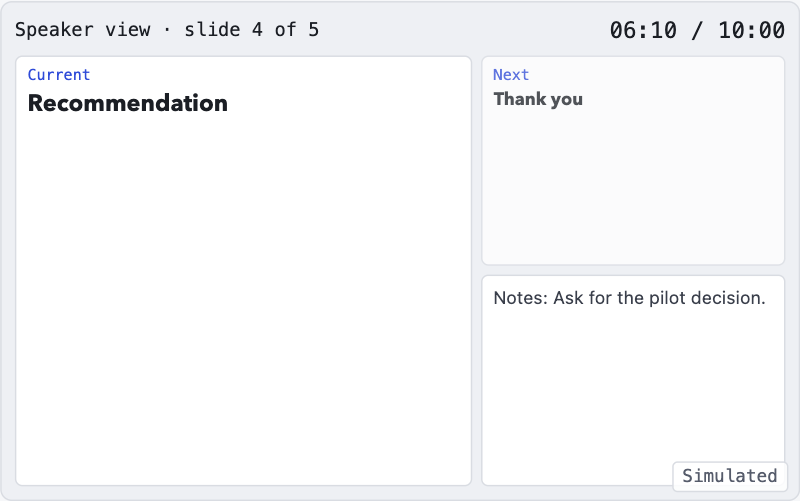 Speaker view · slide 4 of 5
06:10 / 10:00
Current
Recommendation
Next
Thank you
Notes: Ask for the pilot decision.
Simulated